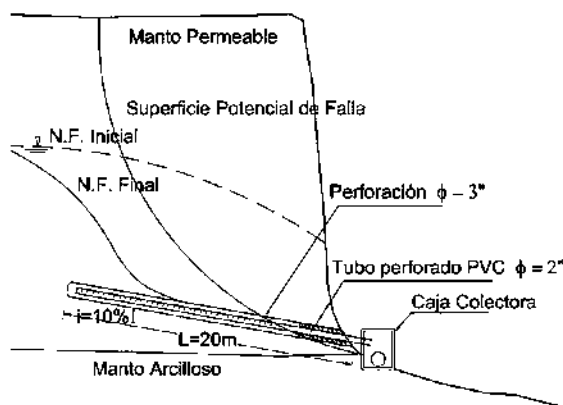 Manto Permeable
Superficie Potencial de Falla
N.F. Inicial
N.F. Final
Perforación ϕ – 3"
Tubo perforado PVC ϕ = 2"
Caja Colectora
i=10%
L=20m.
Manto Arcilloso